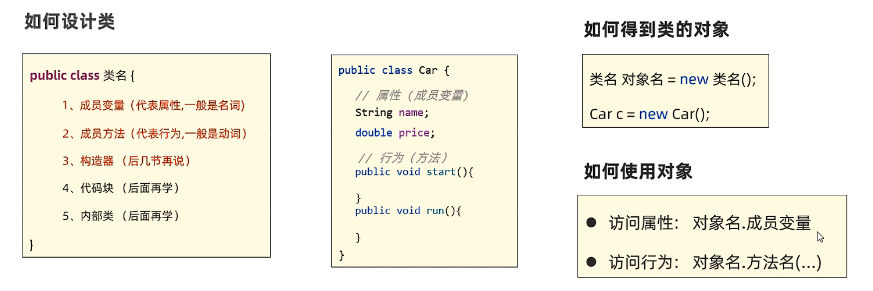 如何设计类
public class 类名 {
1、成员变量（代表属性,一般是名词)
2、成员方法（代表行为,一般是动词）
3、构造器 （后几节再说）
4、代码块 （后面再学）
5、内部类 （后面再学）
}
public class Car {
// 属性（成员变量）
String name;
double price;
// 行为（方法）
public void start(){
}
public void run(){
}
}
如何得到类的对象
类名 对象名 = new 类名();
Car c = new Car();
如何使用对象
● 访问属性： 对象名.成员变量
● 访问行为： 对象名.方法名(...)